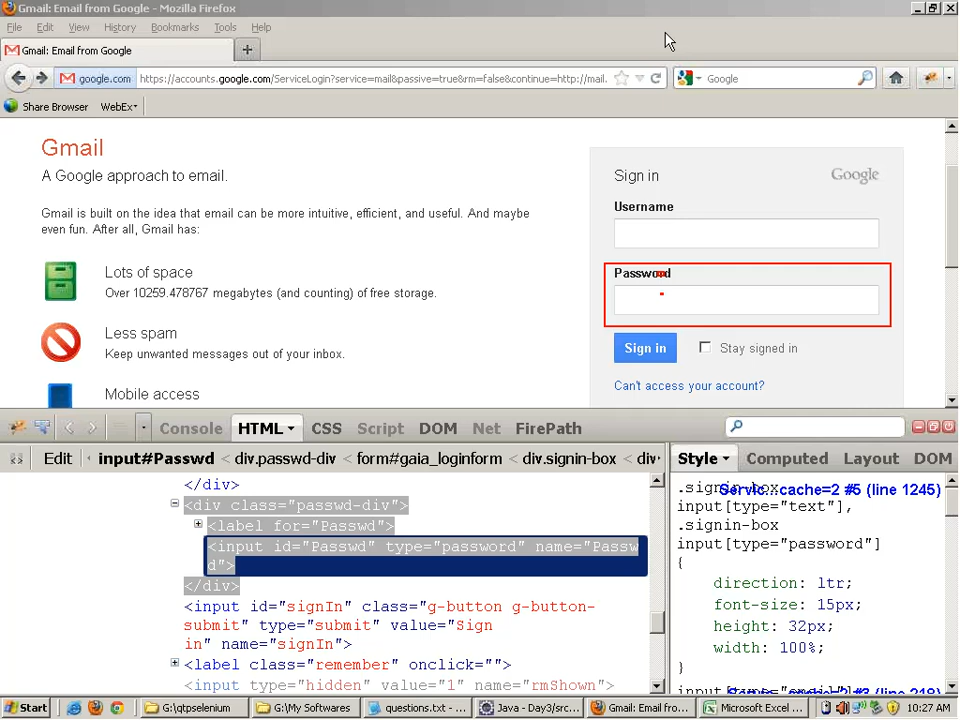 Gmail: Email from Google - Mozilla Firefox
File Edit View History Bookmarks Tools Help
Gmail: Email from Google
google.com https://accounts.google.com/ServiceLogin?service=mail&passive=true&rm=false&continue=http://mail. Google
Share Browser WebEx
Gmail
A Google approach to email.
Gmail is built on the idea that email can be more intuitive, efficient, and useful. And maybe
even fun. After all, Gmail has:
Lots of space
Over 10259.478767 megabytes (and counting) of free storage.
Less spam
Keep unwanted messages out of your inbox.
Mobile access
Sign in Google
Username
Password
Sign in Stay signed in
Can't access your account?
Console HTML CSS Script DOM Net FirePath
Edit input#Passwd < div.passwd-div < form#gaia_loginform < div.signin-box < div
</div>
<div class="passwd-div">
<label for="Passwd">
<input id="Passwd" type="password" name="Passw
d">
</div>
<input id="signIn" class="g-button g-button-
submit" type="submit" value="Sign
in" name="signIn">
<label class="remember" onclick="">
<input type="hidden" value="1" name="rmShown">
Style Computed Layout DOM
.signin-box Servic...cache=2 #5 (line 1245)
input[type="text"],
.signin-box
input[type="password"]
{
direction: ltr;
font-size: 15px;
height: 32px;
width: 100%;
}
Start G:\qtpselenium G:\My Softwares questions.txt - ... Java - Day3/src... Gmail: Email fro... Microsoft Excel ... 10:27 AM